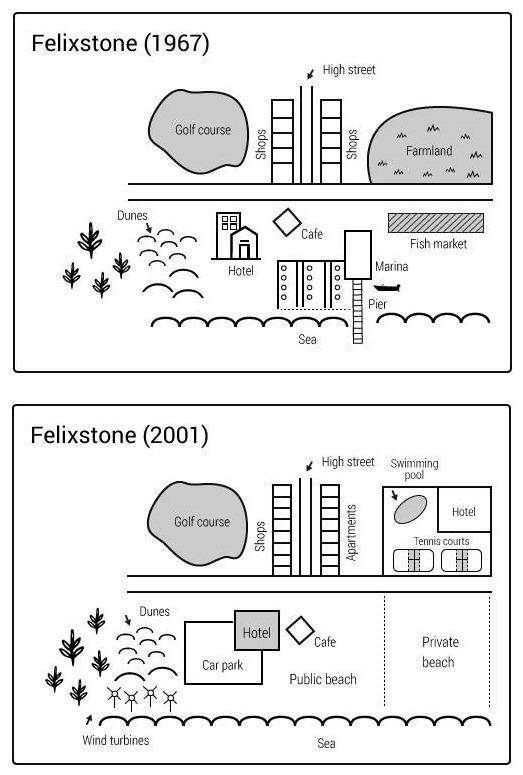 Felixstone (1967)
High street
Golf course
Shops
Shops
Farmland
Dunes
Cafe
Fish market
Hotel
Marina
Pier
Sea
Felixstone (2001)
High street
Swimming
pool
Golf course
Shops
Apartments
Hotel
Tennis courts
Dunes
Hotel
Cafe
Private
beach
Car park
Public beach
Wind turbines
Sea